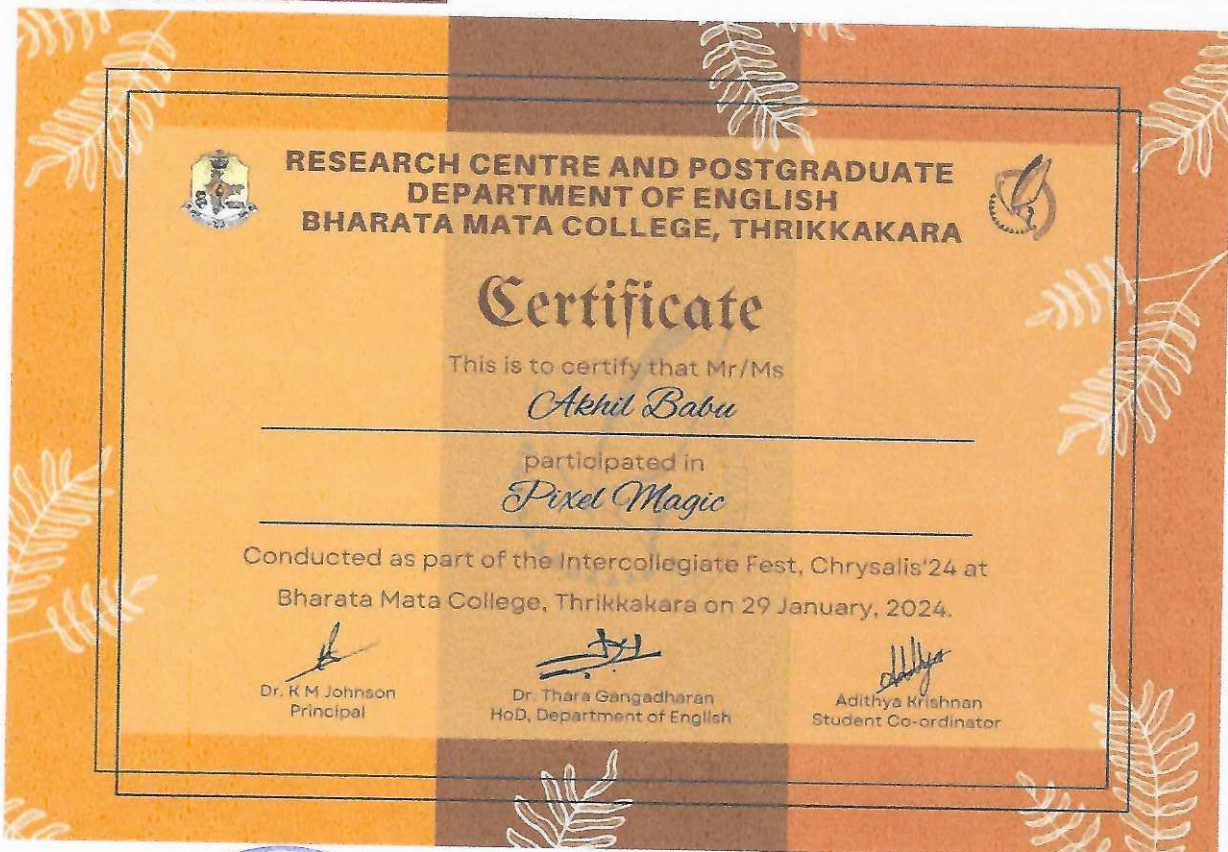 RESEARCH CENTRE AND POSTGRADUATE
DEPARTMENT OF ENGLISH
BHARATA MATA COLLEGE, THRIKKAKARA
Certificate
This is to certify that Mr/Ms
Akhil Babu
participated in
Pixel Magic
Conducted as part of the Intercollegiate Fest, Chrysalis'24 at
Bharata Mata College, Thrikkakara on 29 January, 2024.
Dr. K M Johnson
Principal
Dr. Thara Gangadharan
HoD, Department of English
Adithya Krishnan
Student Co-ordinator